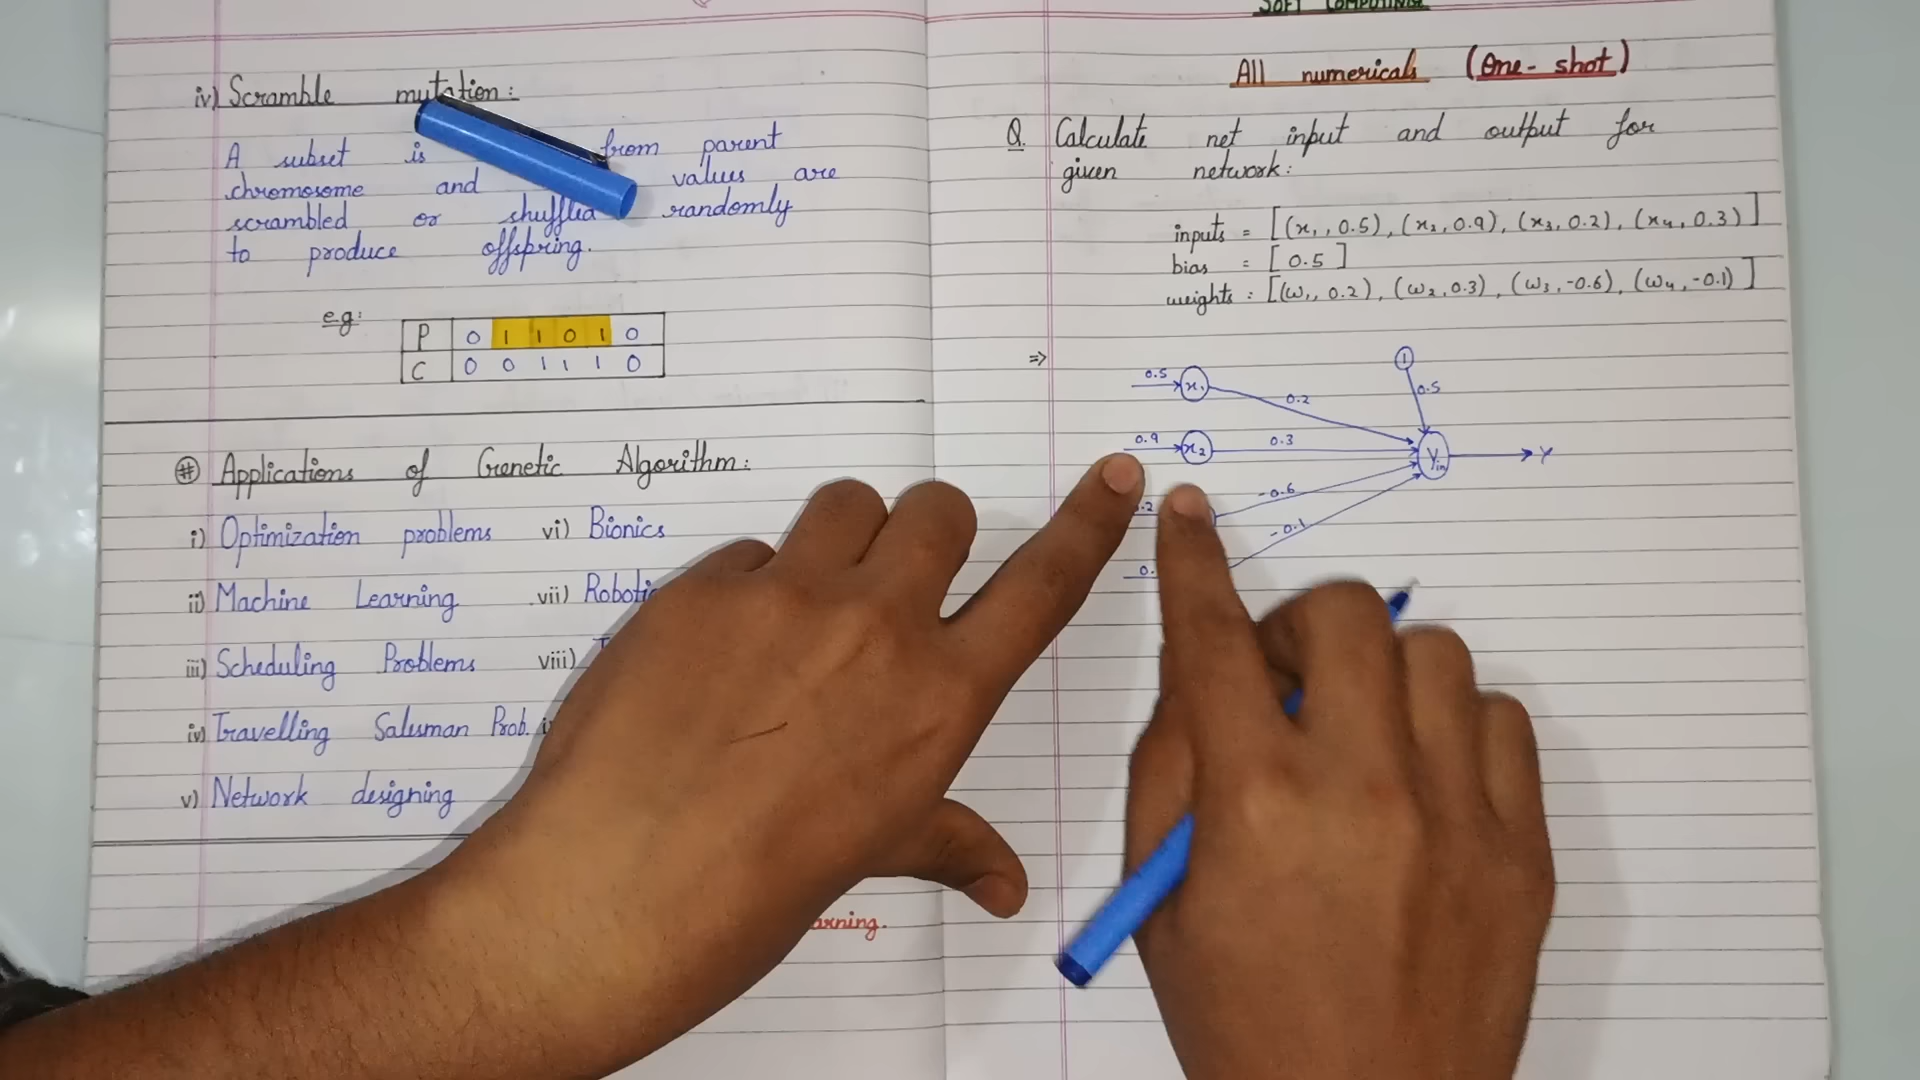 iv) Scramble mutation:
A subset is from parent
chromosome and values are
scrambled or shuffled randomly
to produce offspring.
e.g:
P 0 1 1 0 1 0
C 0 0 1 1 1 0
# Applications of Genetic Algorithm:
i) Optimization problems vi) Bionics
ii) Machine Learning vii)
iii) Scheduling Problems viii)
iv) Travelling Salesman Prob.
v) Network designing
SOFT COMPUTING
All numericals (One-shot)
Q. Calculate net input and output for
given network:
inputs = [(x1, 0.5), (x2, 0.9), (x3, 0.2), (x4, 0.3)]
bias = [0.5]
weights = [(ω1, 0.2), (ω2, 0.3), (ω3, -0.6), (ω4, -0.1)]
=>
1
0.5
0.5 x1 0.2
0.9 x2 0.3 Yin Y
-0.6
-0.1